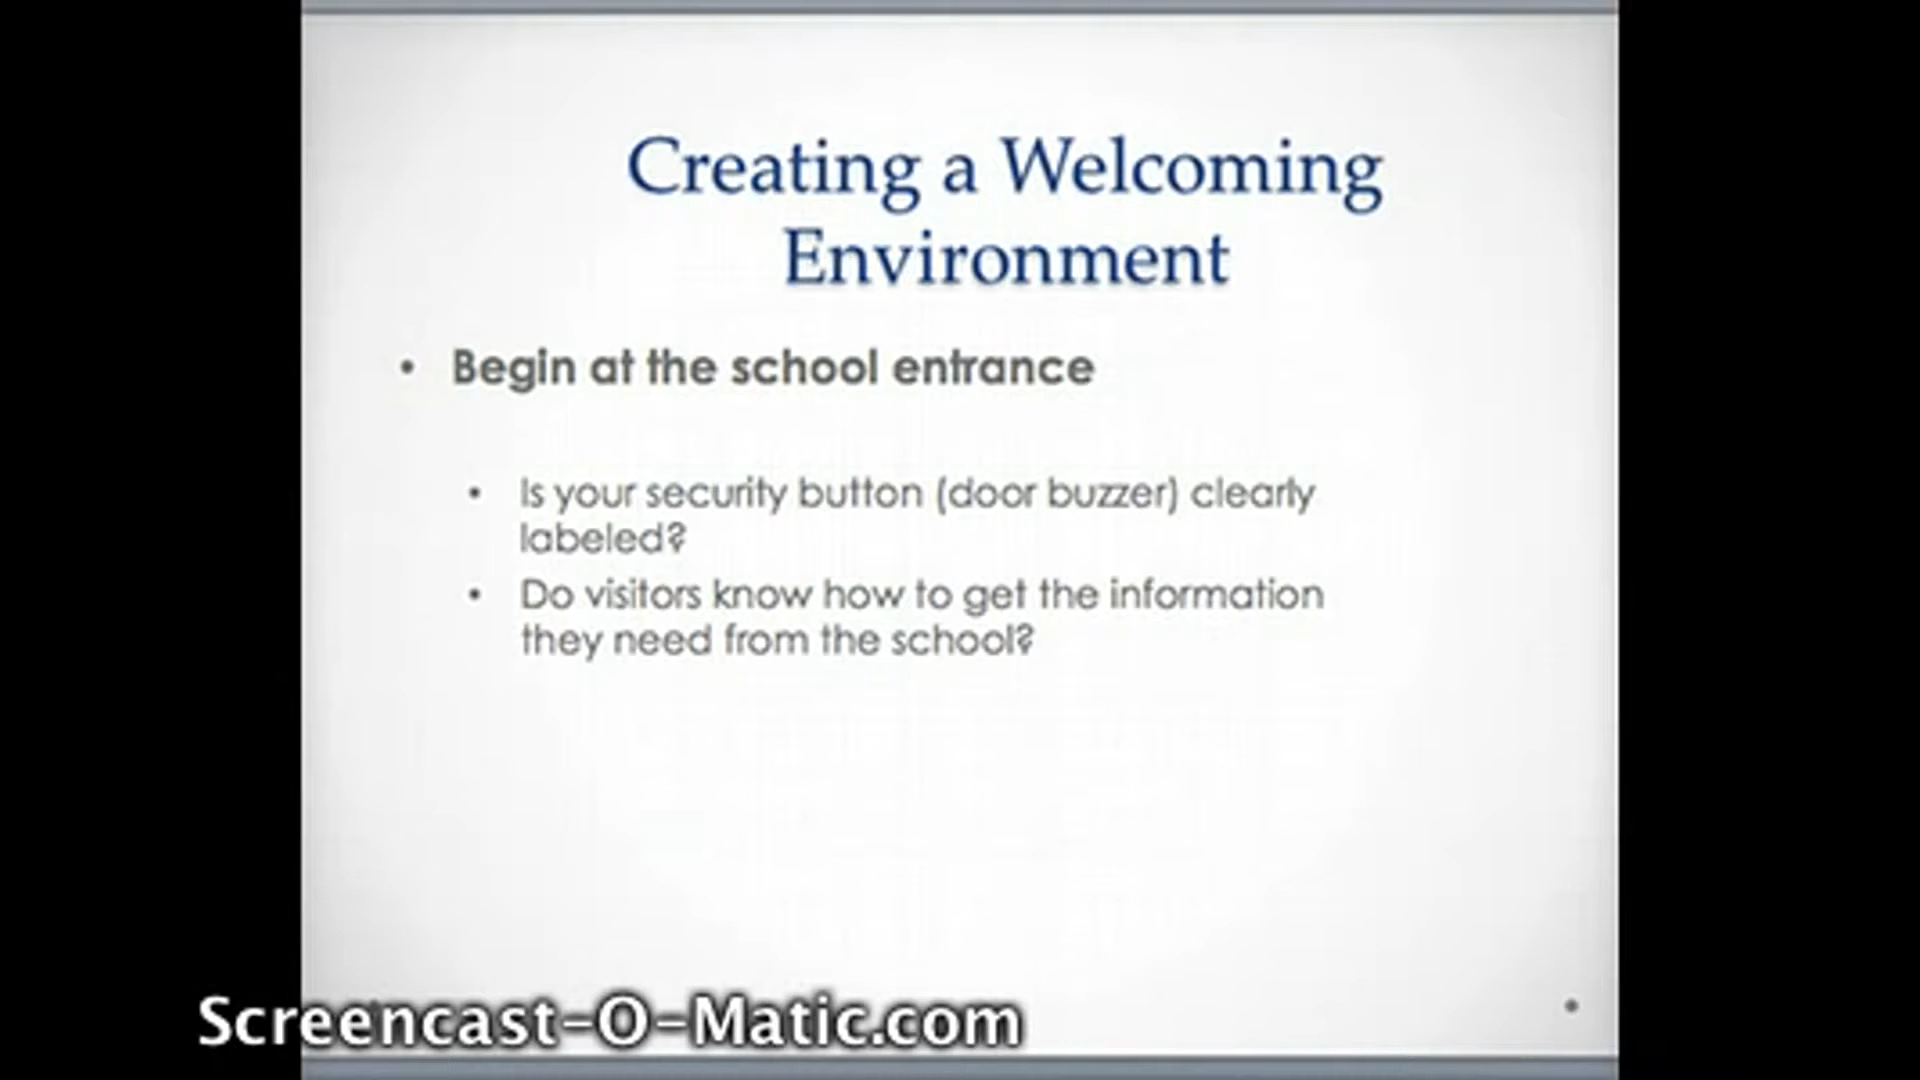 Creating a Welcoming
Environment
• Begin at the school entrance
• Is your security button (door buzzer) clearly
labeled?
• Do visitors know how to get the information
they need from the school?
Screencast-O-Matic.com